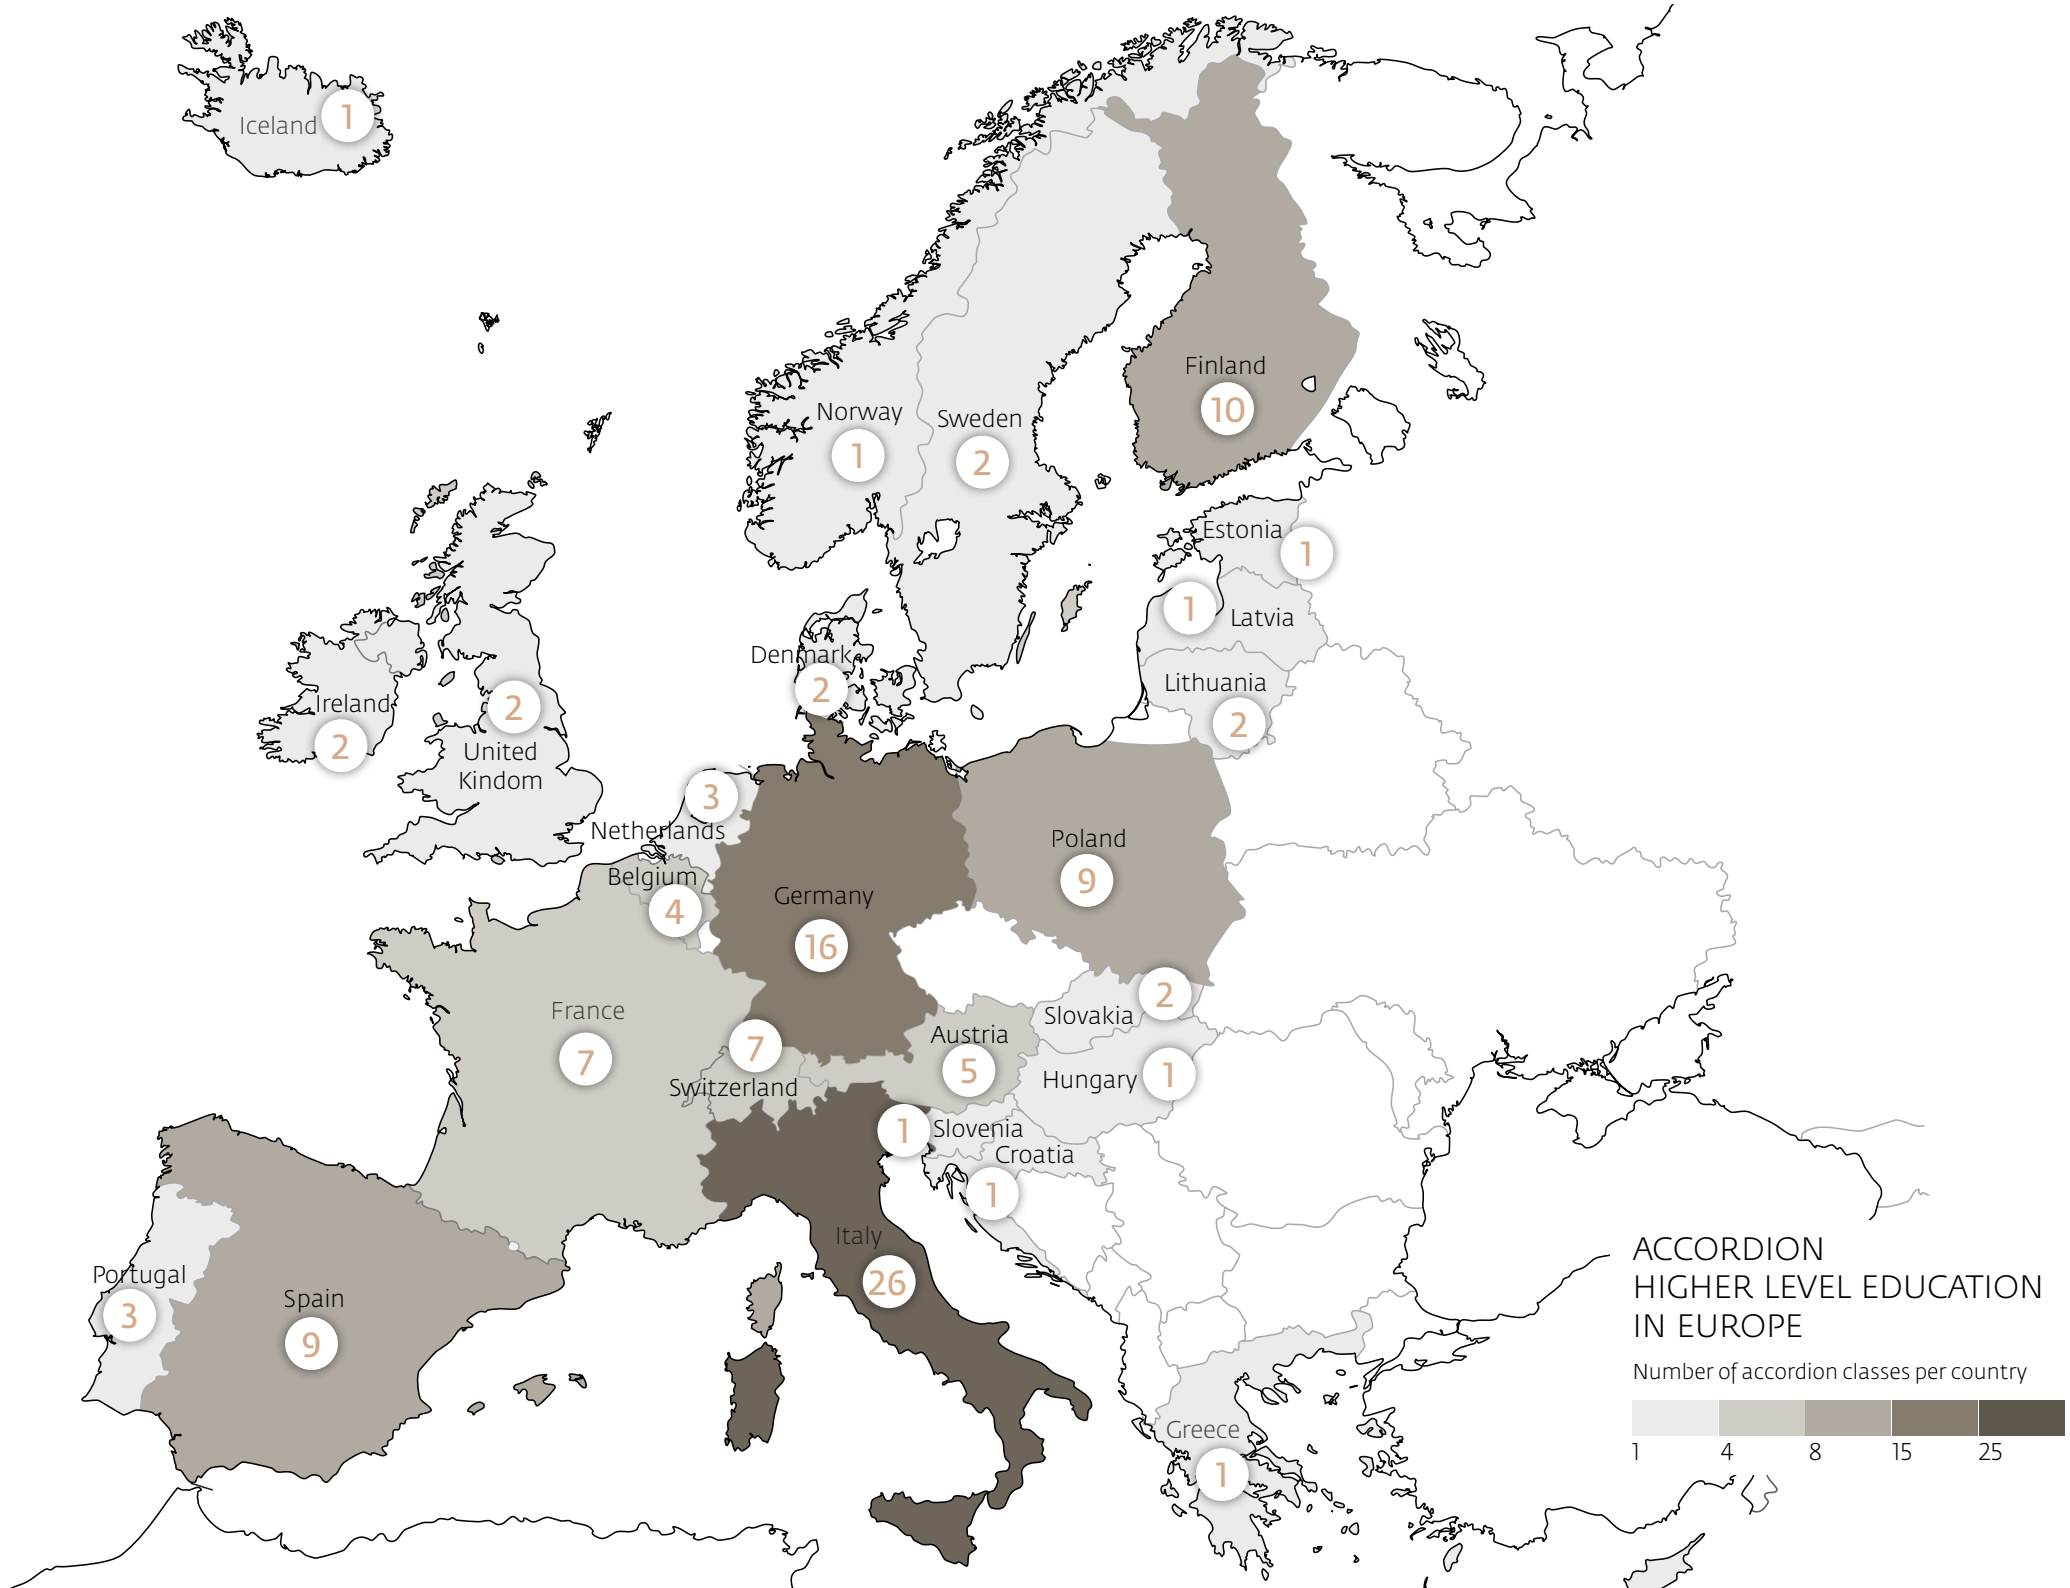 Iceland
1
Finland
10
Norway
1
Sweden
2
Estonia
1
1
Latvia
Denmark
2
Lithuania
2
Ireland
2
2
United
Kindom
3
Netherlands
Belgium
4
Germany
16
Poland
9
France
7
7
Switzerland
Austria
5
2
Slovakia
Hungary
1
1
Slovenia
Croatia
1
Italy
26
Portugal
3
Spain
9
Greece
1
ACCORDION
HIGHER LEVEL EDUCATION
IN EUROPE
Number of accordion classes per country
1 4 8 15 25